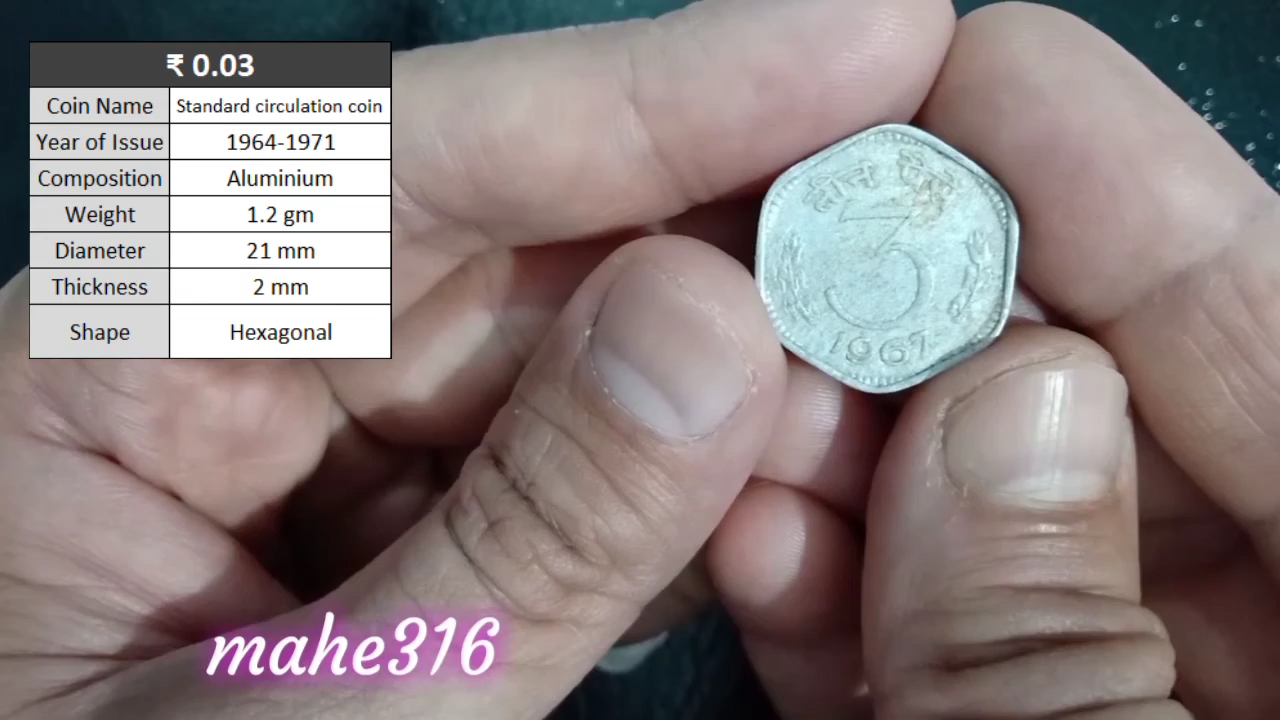 ₹ 0.03
Coin Name Standard circulation coin
Year of Issue 1964-1971
Composition Aluminium
Weight 1.2 gm
Diameter 21 mm
Thickness 2 mm
Shape Hexagonal
तीन पैसे
3
1967
mahe316